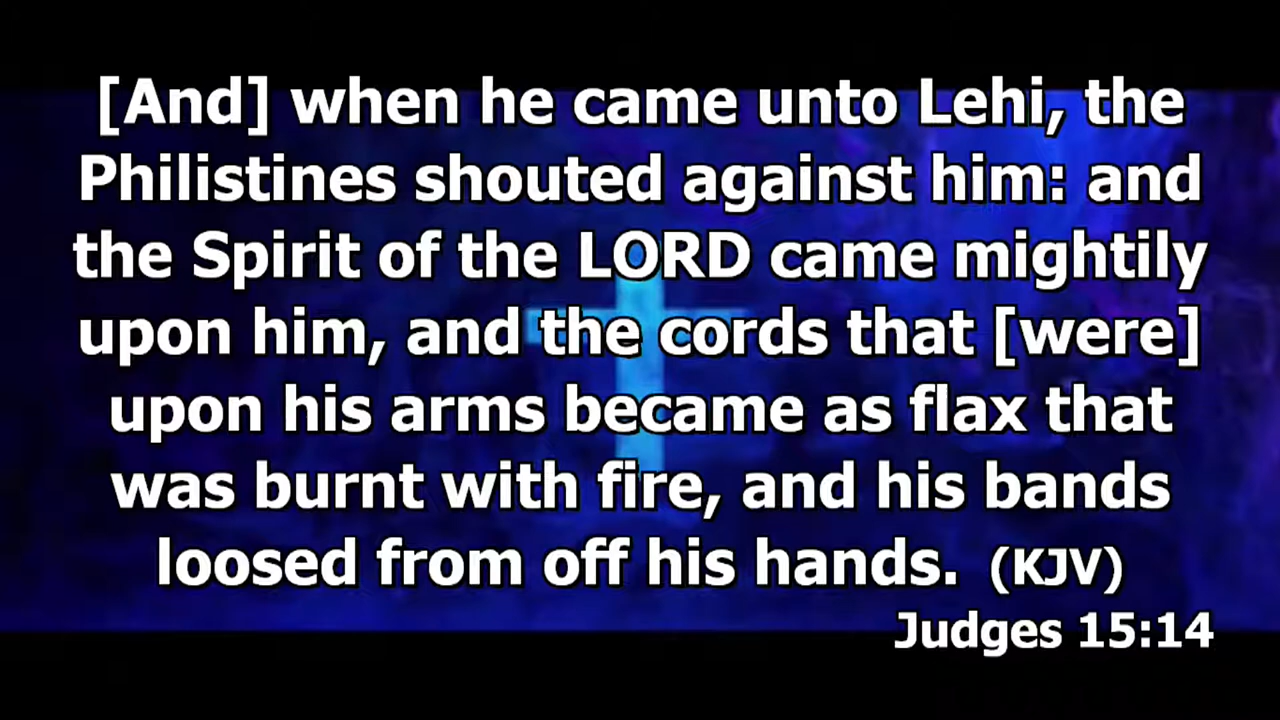 [And] when he came unto Lehi, the
Philistines shouted against him: and
the Spirit of the LORD came mightily
upon him, and the cords that [were]
upon his arms became as flax that
was burnt with fire, and his bands
loosed from off his hands. (KJV)
Judges 15:14